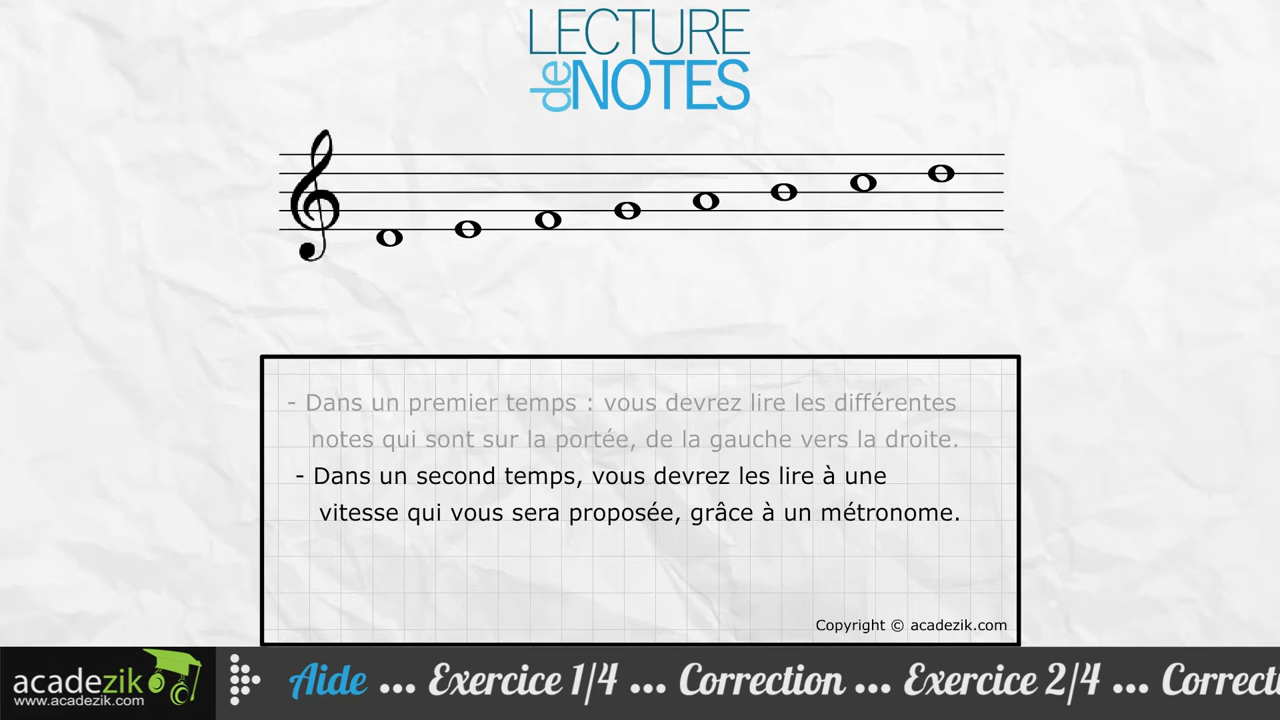 LECTURE
de NOTES
- Dans un premier temps : vous devrez lire les différentes
notes qui sont sur la portée, de la gauche vers la droite.
- Dans un second temps, vous devrez les lire à une
vitesse qui vous sera proposée, grâce à un métronome.
Copyright © acadezik.com
acadezik
www.acadezik.com
Aide ... Exercice 1/4 ... Correction ... Exercice 2/4 ... Correct